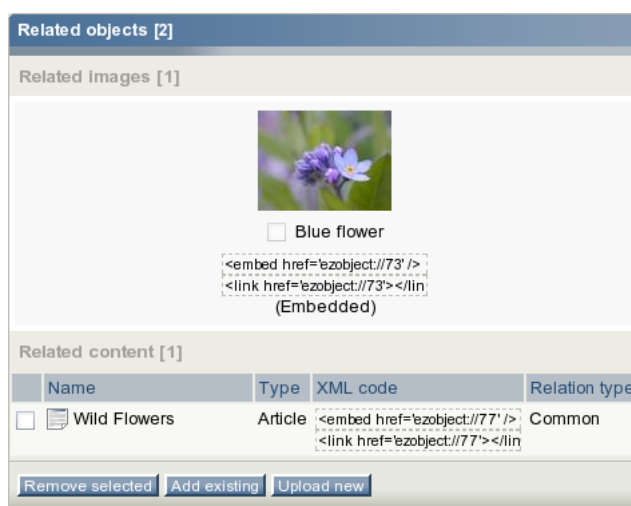 Related objects [2]
Related images [1]
Blue flower
<embed href='ezobject://73' />
<link href='ezobject://73'></lin
(Embedded)
Related content [1]
Name Type XML code Relation type
Wild Flowers Article <embed href='ezobject://77' /> Common
<link href='ezobject://77'></lin
Remove selected Add existing Upload new